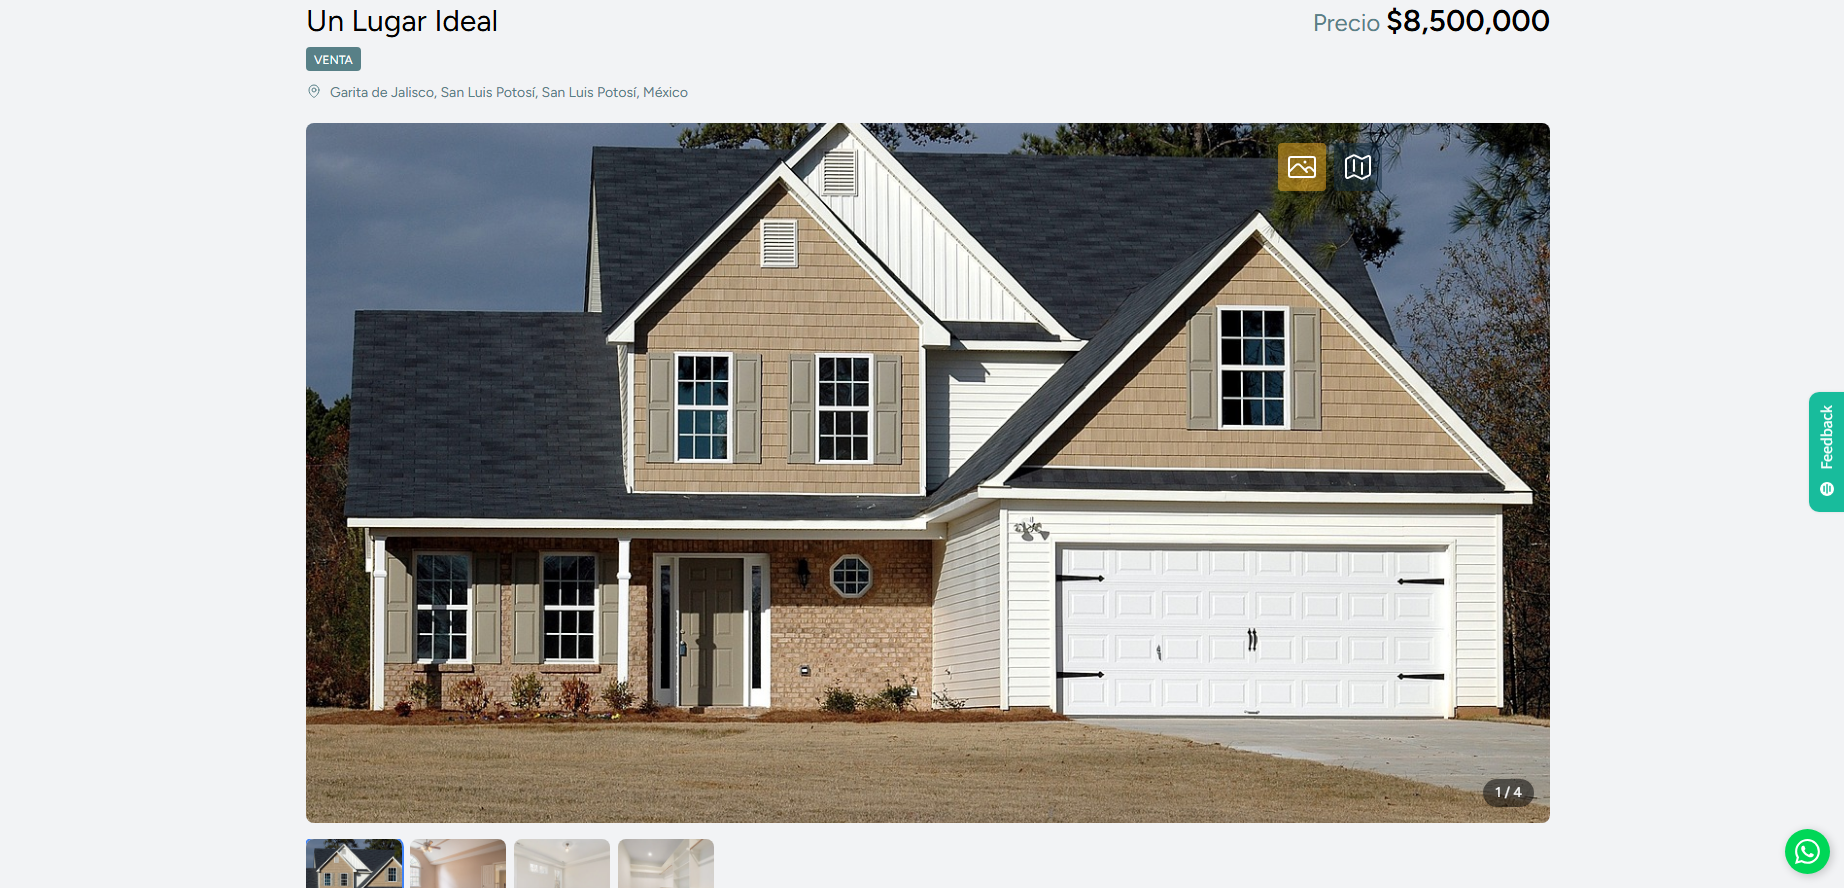 Un Lugar Ideal
Precio $8,500,000
VENTA
Garita de Jalisco, San Luis Potosí, San Luis Potosí, México
Feedback
1 / 4